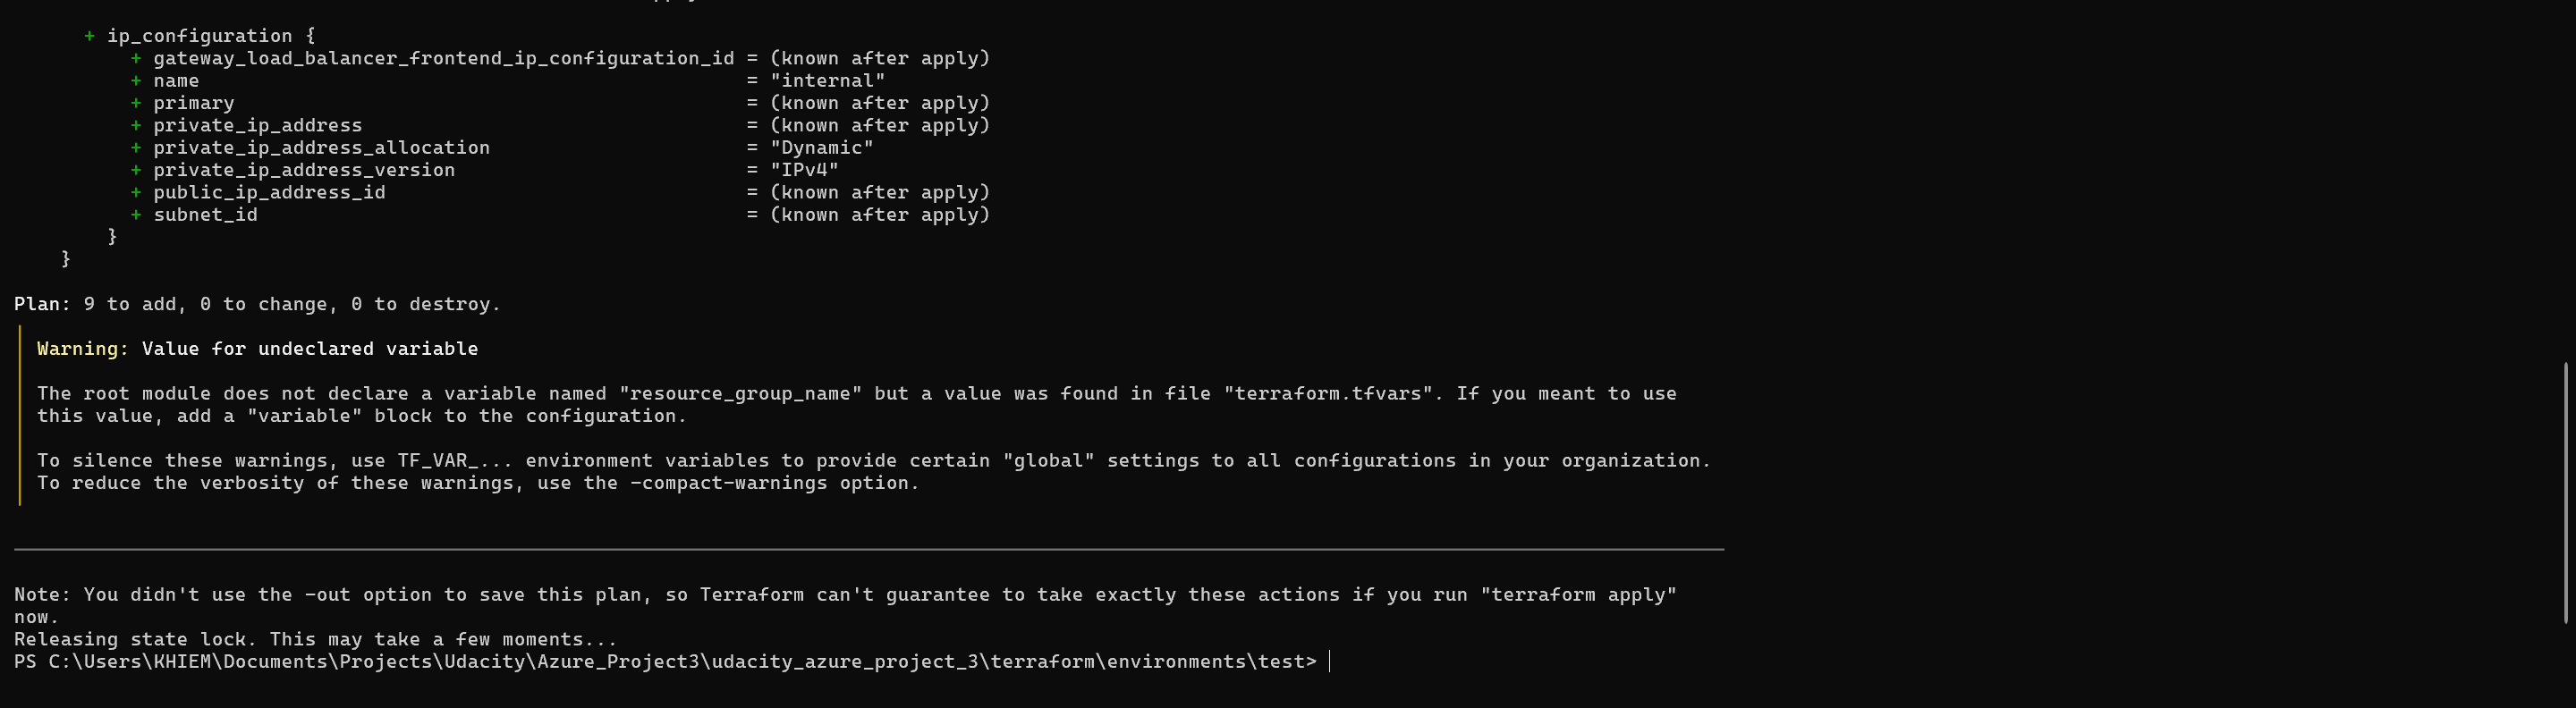 + ip_configuration {
+ gateway_load_balancer_frontend_ip_configuration_id = (known after apply)
+ name = "internal"
+ primary = (known after apply)
+ private_ip_address = (known after apply)
+ private_ip_address_allocation = "Dynamic"
+ private_ip_address_version = "IPv4"
+ public_ip_address_id = (known after apply)
+ subnet_id = (known after apply)
}
}
Plan: 9 to add, 0 to change, 0 to destroy.
Warning: Value for undeclared variable
The root module does not declare a variable named "resource_group_name" but a value was found in file "terraform.tfvars". If you meant to use
this value, add a "variable" block to the configuration.
To silence these warnings, use TF_VAR_... environment variables to provide certain "global" settings to all configurations in your organization.
To reduce the verbosity of these warnings, use the -compact-warnings option.
Note: You didn't use the -out option to save this plan, so Terraform can't guarantee to take exactly these actions if you run "terraform apply"
now.
Releasing state lock. This may take a few moments...
PS C:\Users\KHIEM\Documents\Projects\Udacity\Azure_Project3\udacity_azure_project_3\terraform\environments\test>